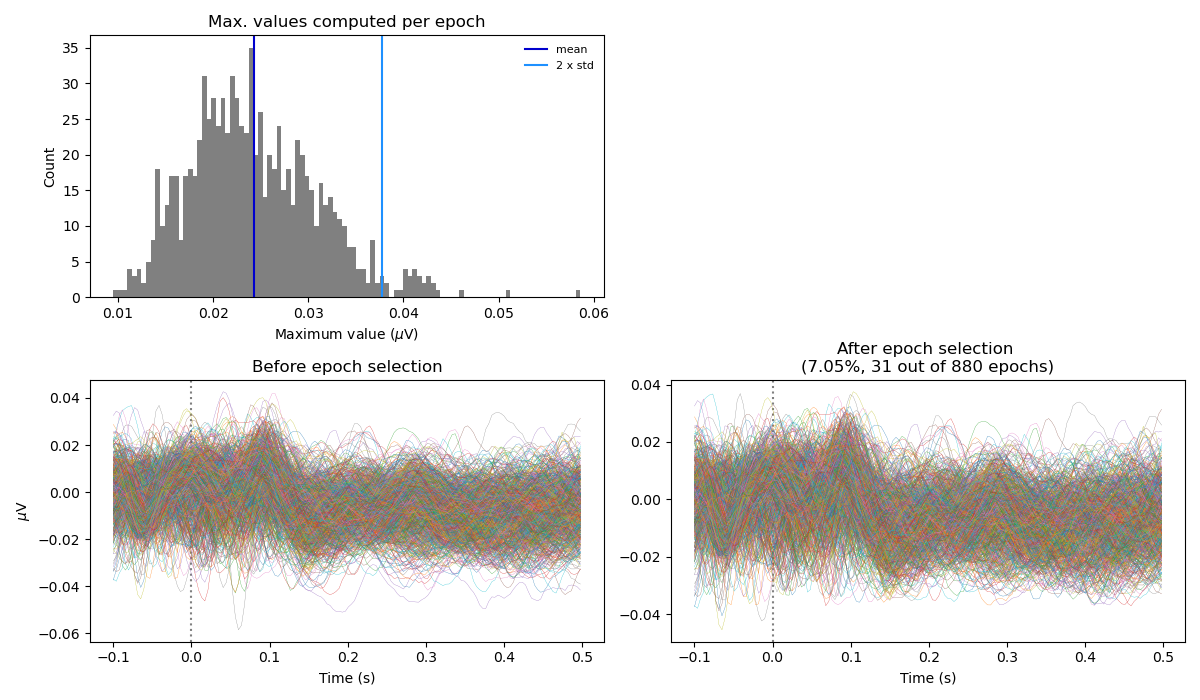 Max. values computed per epoch
mean
2 x std
35
30
25
20
15
10
5
0
Count
0.01 0.02 0.03 0.04 0.05 0.06
Maximum value (μV)
Before epoch selection
0.04
0.02
0.00
−0.02
−0.04
−0.06
μV
−0.1 0.0 0.1 0.2 0.3 0.4 0.5
Time (s)
After epoch selection
(7.05%, 31 out of 880 epochs)
0.04
0.02
0.00
−0.02
−0.04
−0.1 0.0 0.1 0.2 0.3 0.4 0.5
Time (s)